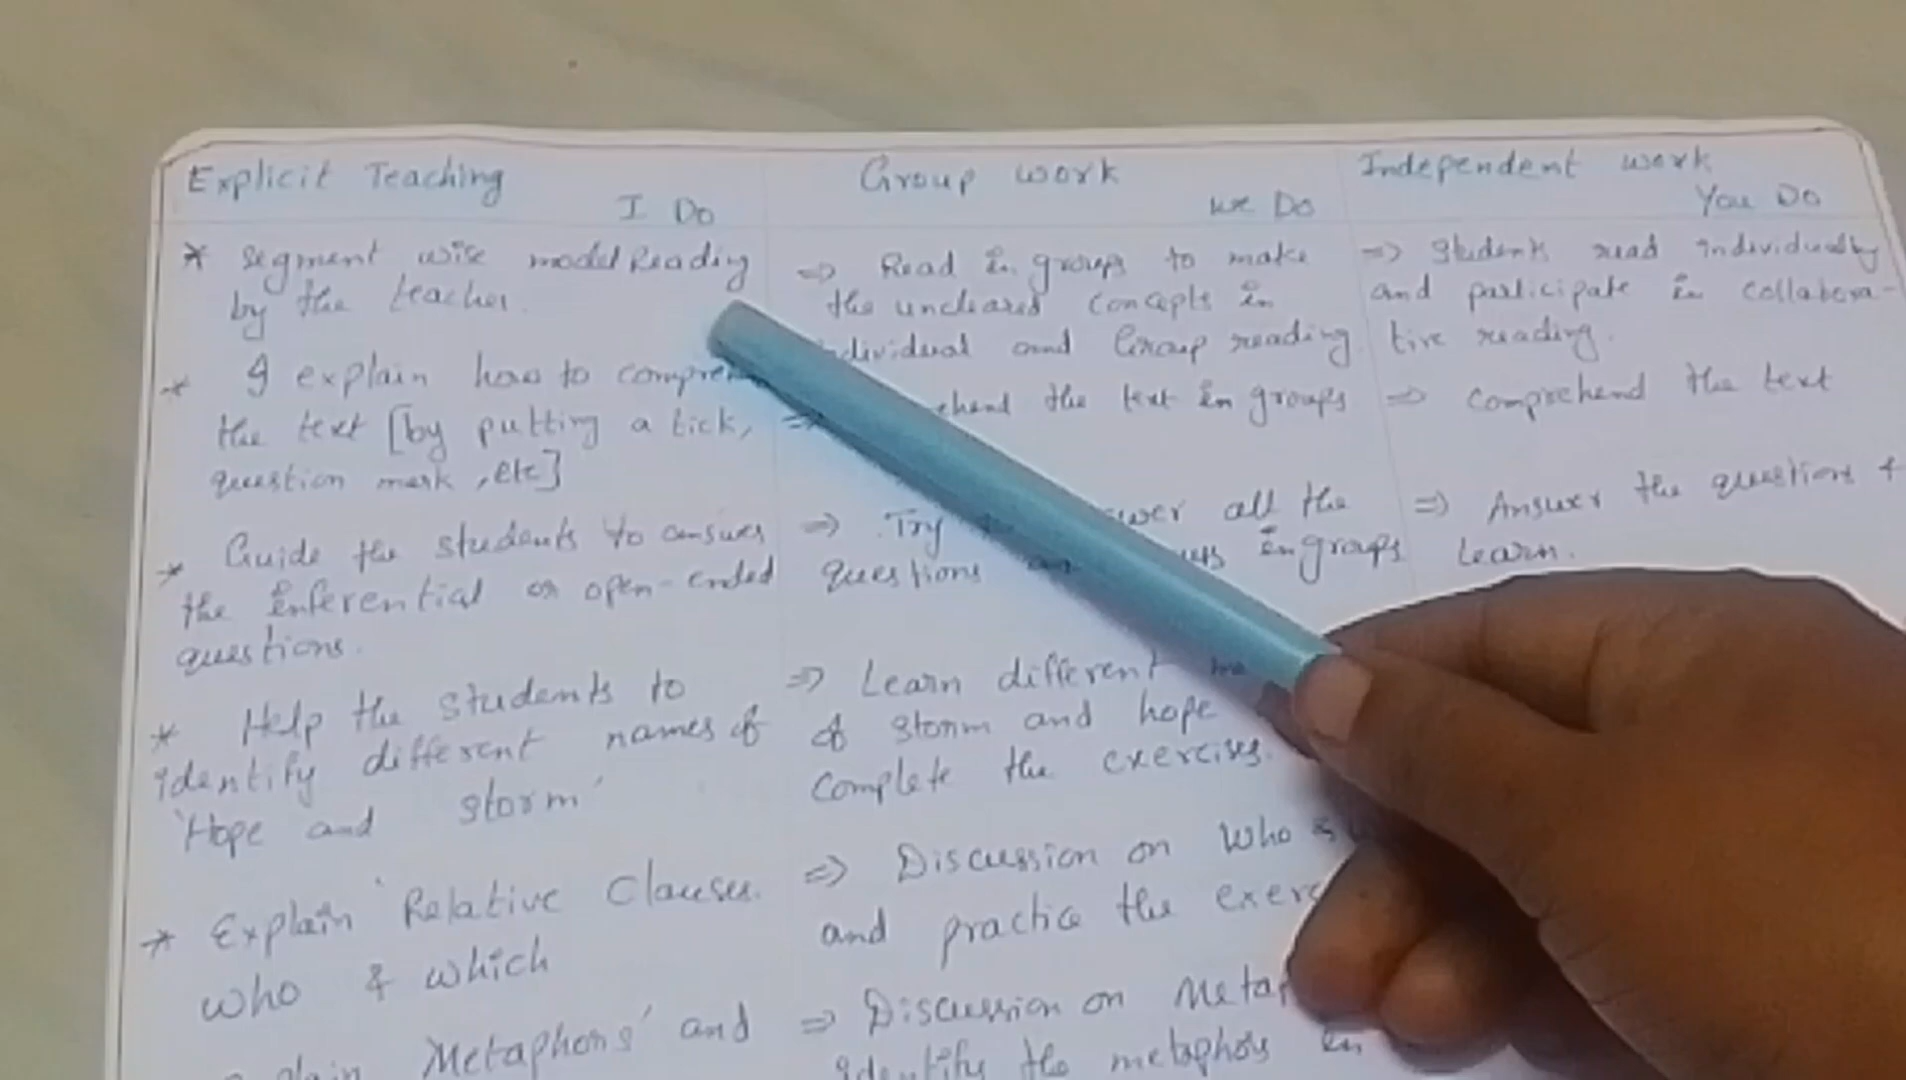 Explicit Teaching
I Do
* Segment wise model Reading
by the teacher.
* I explain how to
the text [by putting a tick,
question mark, etc]
* Guide the students to answer
the inferential or open-ended
questions.
* Help the students to
identify different names of
'Hope and storm'
* Explain 'Relative Clauses.
who & which
Metaphors' and
Group work
We Do
=> Read in groups to make
the uncleared concepts in
and Group reading.
=> the text in groups
=> Try all the
questions in groups
=> Learn different
of storm and hope
complete the exercises.
=> Discussion on who &
and practice the
=> Discussion on
identify the metaphors in
Independent work
You Do
=> Students read individually
and participate in collabora-
tive reading.
=> Comprehend the text
=> Answer the questions +
Learn.